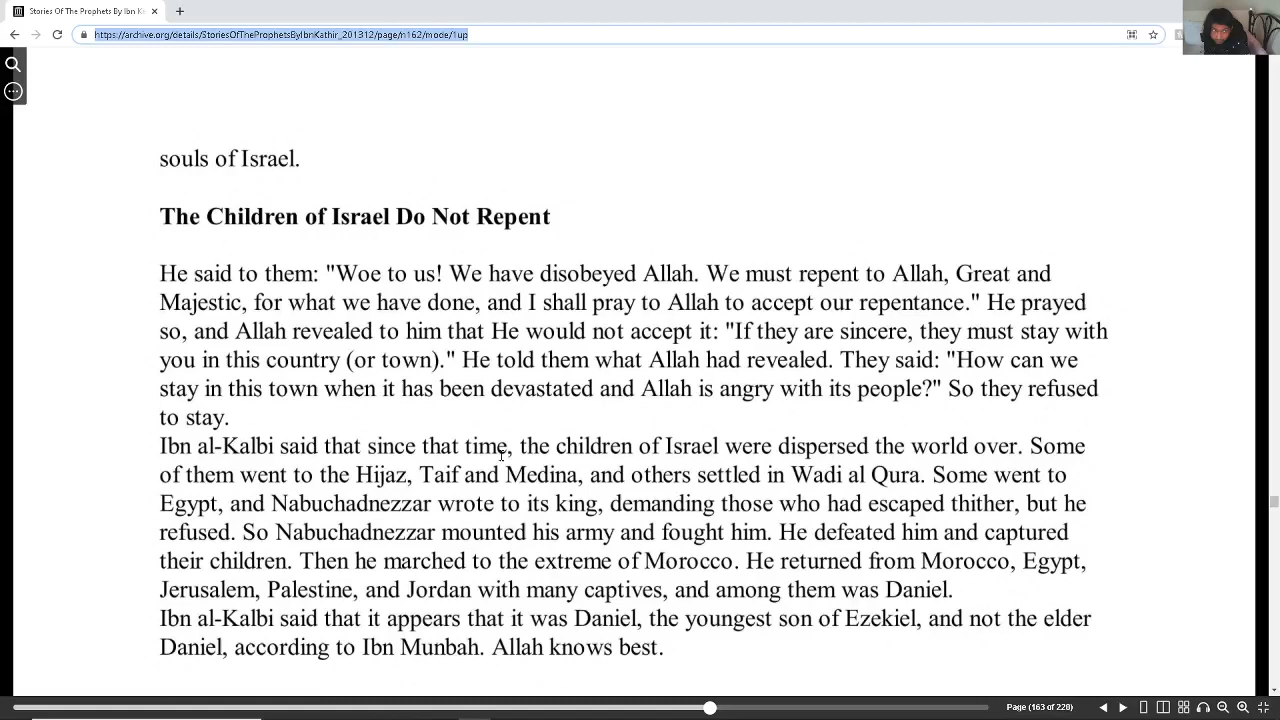 Stories Of The Prophets By Ibn K
https://archive.org/details/StoriesOfTheProphetsByIbnKathir_201312/page/n162/mode/1up
souls of Israel.
The Children of Israel Do Not Repent
He said to them: "Woe to us! We have disobeyed Allah. We must repent to Allah, Great and
Majestic, for what we have done, and I shall pray to Allah to accept our repentance." He prayed
so, and Allah revealed to him that He would not accept it: "If they are sincere, they must stay with
you in this country (or town)." He told them what Allah had revealed. They said: "How can we
stay in this town when it has been devastated and Allah is angry with its people?" So they refused
to stay.
Ibn al-Kalbi said that since that time, the children of Israel were dispersed the world over. Some
of them went to the Hijaz, Taif and Medina, and others settled in Wadi al Qura. Some went to
Egypt, and Nabuchadnezzar wrote to its king, demanding those who had escaped thither, but he
refused. So Nabuchadnezzar mounted his army and fought him. He defeated him and captured
their children. Then he marched to the extreme of Morocco. He returned from Morocco, Egypt,
Jerusalem, Palestine, and Jordan with many captives, and among them was Daniel.
Ibn al-Kalbi said that it appears that it was Daniel, the youngest son of Ezekiel, and not the elder
Daniel, according to Ibn Munbah. Allah knows best.
Page (163 of 220)